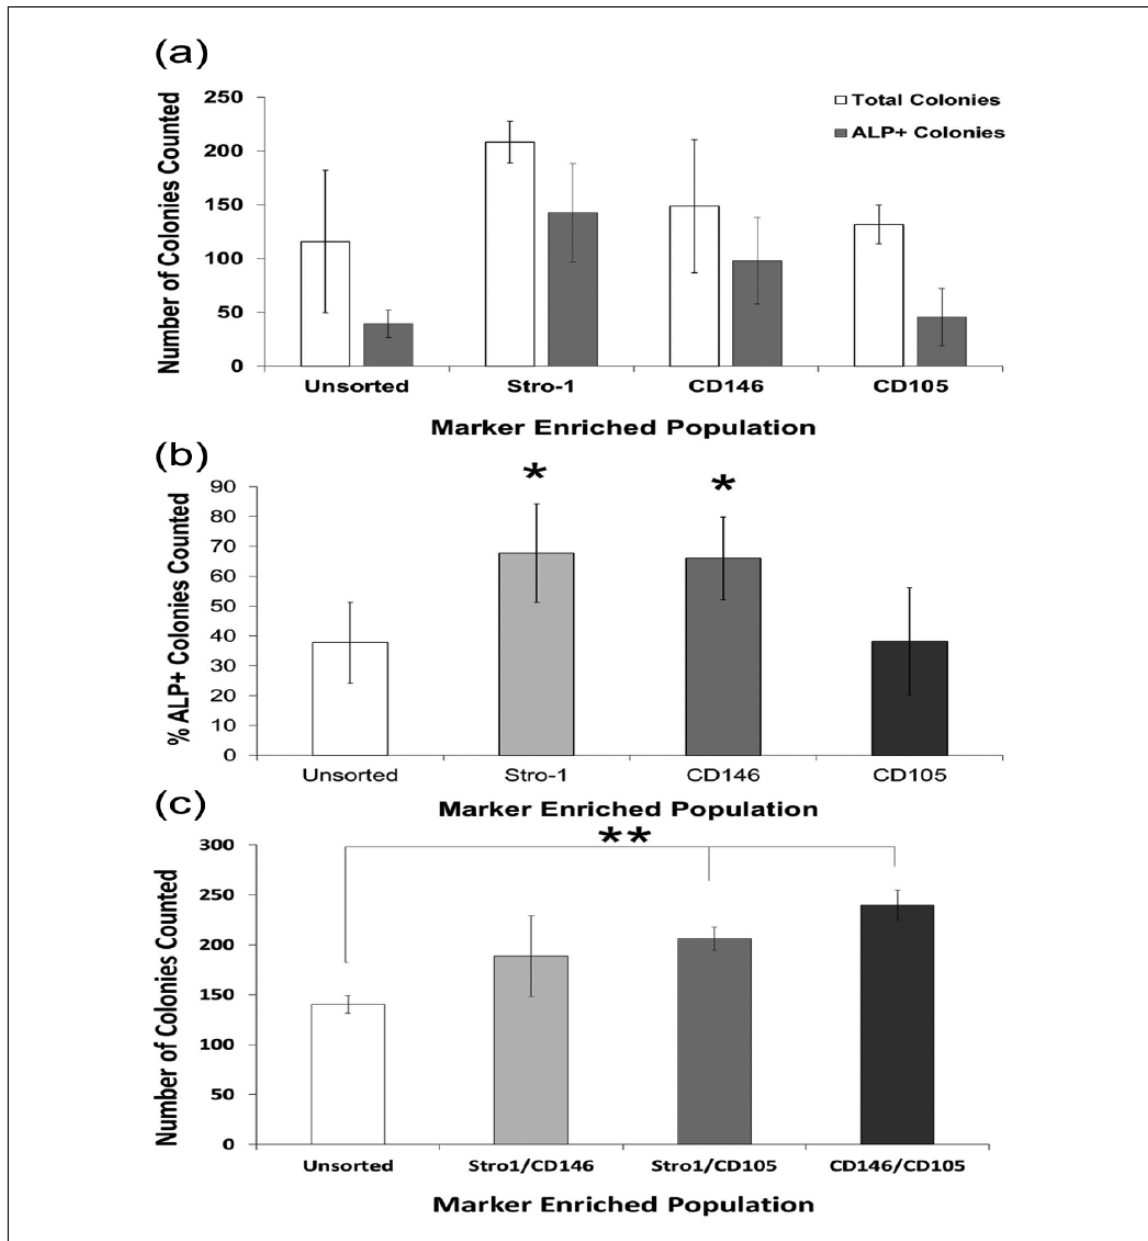 (a)
Number of Colonies Counted
250
200
150
100
50
0
Total Colonies
ALP+ Colonies
Unsorted Stro-1 CD146 CD105
Marker Enriched Population
(b)
% ALP+ Colonies Counted
90
80
70
60
50
40
30
20
10
0
* *
Unsorted Stro-1 CD146 CD105
Marker Enriched Population
(c)
Number of Colonies Counted
300
250
200
150
100
50
0
**
Unsorted Stro1/CD146 Stro1/CD105 CD146/CD105
Marker Enriched Population